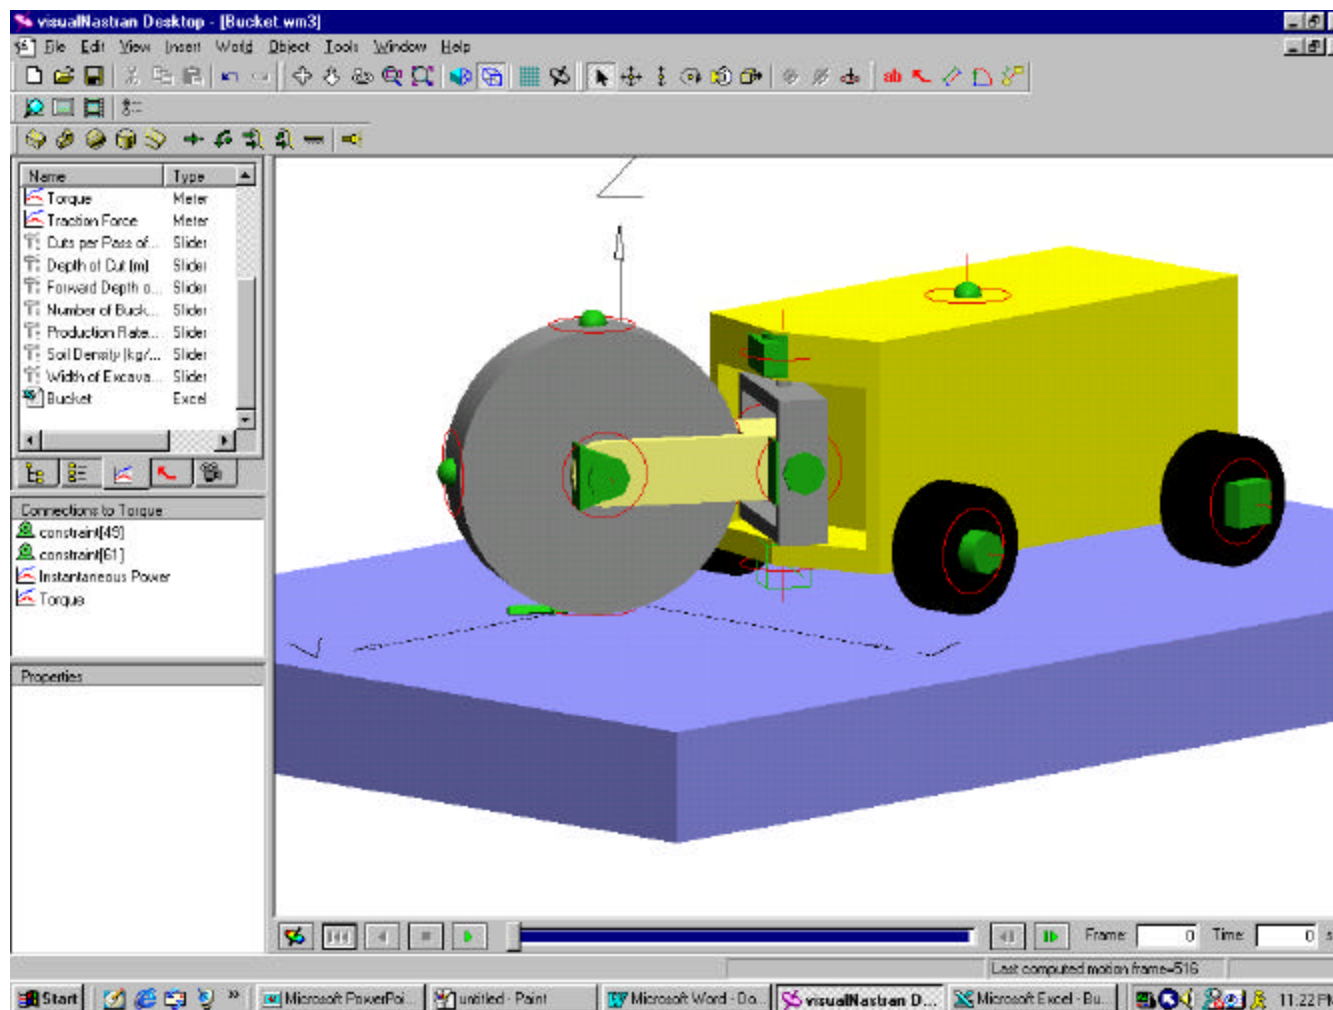 visualNastran Desktop - [Bucket.wm3]
File Edit View Insert World Object Tools Window Help
ab
Name Type
Torque Meter
Traction Force Meter
Cuts per Pass of... Slider
Depth of Cut (m) Slider
Forward Depth o... Slider
Number of Buck... Slider
Production Rate... Slider
Soil Density (kg/... Slider
Width of Excava... Slider
Bucket Excel
Connections to Torque
constraint[49]
constraint[61]
Instantaneous Power
Torque
Properties
Z
Frame: 0 Time: 0 s
Last computed motion frame=516
Start » Microsoft PowerPoi... untitled - Paint Microsoft Word - Do... visualNastran D... Microsoft Excel - Bu... 11:22 PM